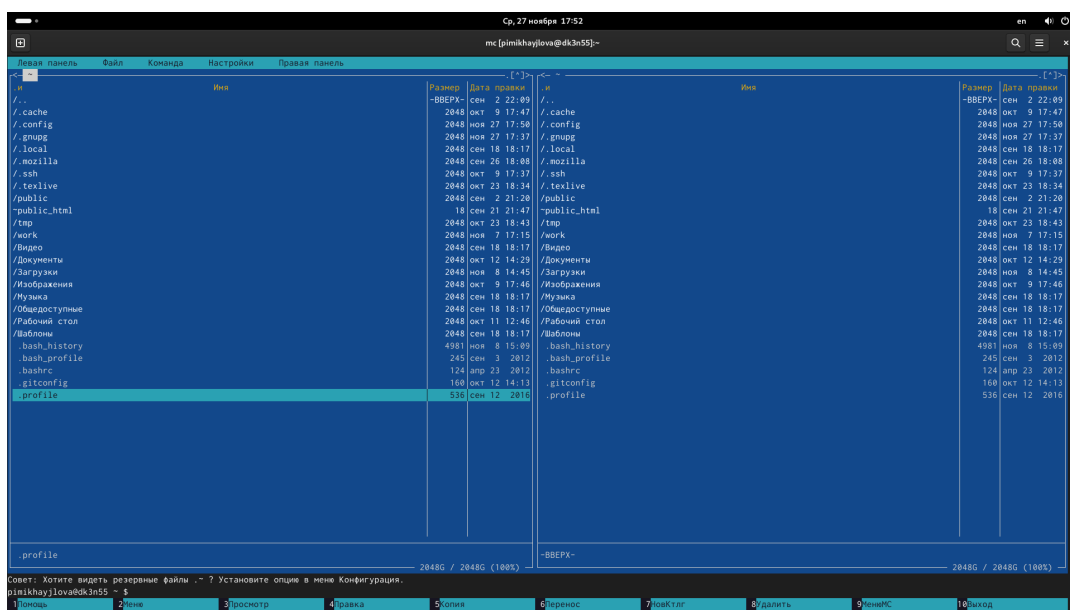 Ср, 27 ноября 17:52
en
mc [pimikhayjlova@dk3n55]:~
Левая панель Файл Команда Настройки Правая панель
<- ~ .[^]> <- ~ .[^]>
.и Имя Размер Дата правки .и Имя Размер Дата правки
/.. -ВВЕРХ- сен 2 22:09 /.. -ВВЕРХ- сен 2 22:09
/.cache 2048 окт 9 17:47 /.cache 2048 окт 9 17:47
/.config 2048 ноя 27 17:50 /.config 2048 ноя 27 17:50
/.gnupg 2048 ноя 27 17:37 /.gnupg 2048 ноя 27 17:37
/.local 2048 сен 18 18:17 /.local 2048 сен 18 18:17
/.mozilla 2048 сен 26 18:08 /.mozilla 2048 сен 26 18:08
/.ssh 2048 окт 9 17:37 /.ssh 2048 окт 9 17:37
/.texlive 2048 окт 23 18:34 /.texlive 2048 окт 23 18:34
/public 2048 сен 2 21:20 /public 2048 сен 2 21:20
~public_html 18 сен 21 21:47 ~public_html 18 сен 21 21:47
/tmp 2048 окт 23 18:43 /tmp 2048 окт 23 18:43
/work 2048 ноя 7 17:15 /work 2048 ноя 7 17:15
/Видео 2048 сен 18 18:17 /Видео 2048 сен 18 18:17
/Документы 2048 окт 12 14:29 /Документы 2048 окт 12 14:29
/Загрузки 2048 ноя 8 14:45 /Загрузки 2048 ноя 8 14:45
/Изображения 2048 окт 9 17:46 /Изображения 2048 окт 9 17:46
/Музыка 2048 сен 18 18:17 /Музыка 2048 сен 18 18:17
/Общедоступные 2048 сен 18 18:17 /Общедоступные 2048 сен 18 18:17
/Рабочий стол 2048 окт 11 12:46 /Рабочий стол 2048 окт 11 12:46
/Шаблоны 2048 сен 18 18:17 /Шаблоны 2048 сен 18 18:17
.bash_history 4981 ноя 8 15:09 .bash_history 4981 ноя 8 15:09
.bash_profile 245 сен 3 2012 .bash_profile 245 сен 3 2012
.bashrc 124 апр 23 2012 .bashrc 124 апр 23 2012
.gitconfig 160 окт 12 14:13 .gitconfig 160 окт 12 14:13
.profile 536 сен 12 2016 .profile 536 сен 12 2016
.profile -ВВЕРХ-
2048G / 2048G (100%) 2048G / 2048G (100%)
Совет: Хотите видеть резервные файлы .~ ? Установите опцию в меню Конфигурация.
pimikhayjlova@dk3n55 ~ $
1Помощь 2Меню 3Просмотр 4Правка 5Копия 6Перенос 7НовКтлг 8Удалить 9МенюMC 10Выход